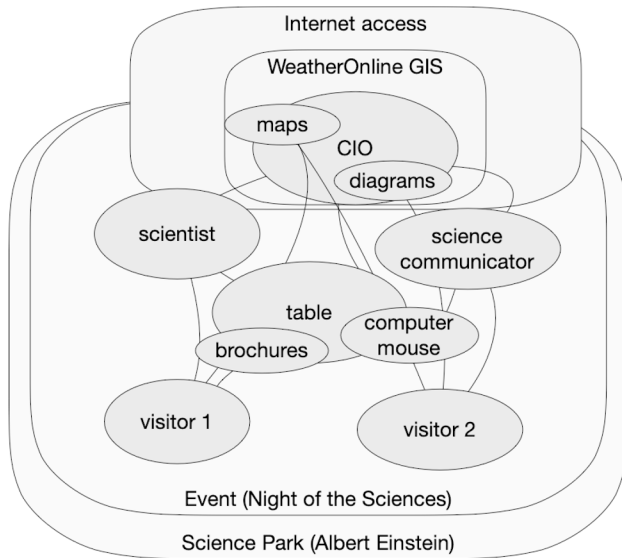 Internet access
WeatherOnline GIS
maps
CIO
diagrams
scientist
science
communicator
table
computer
mouse
brochures
visitor 1
visitor 2
Event (Night of the Sciences)
Science Park (Albert Einstein)